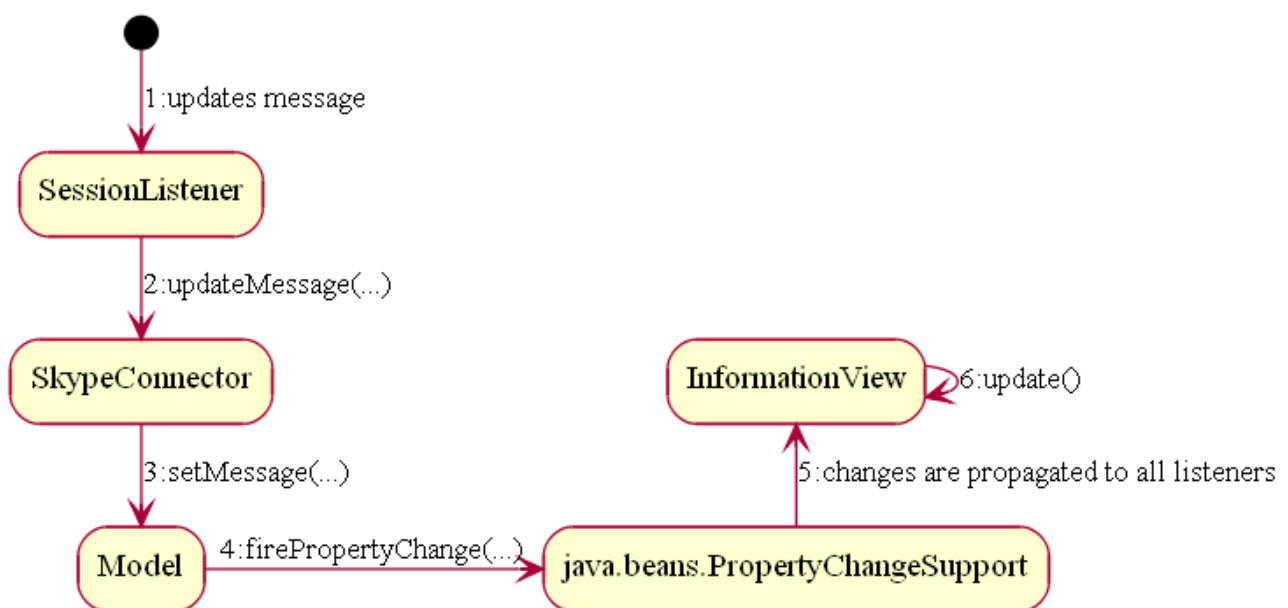 1:updates message
SessionListener
2:updateMessage(...)
SkypeConnector
InformationView
6:update()
3:setMessage(...)
5:changes are propagated to all listeners
Model
4:firePropertyChange(...)
java.beans.PropertyChangeSupport